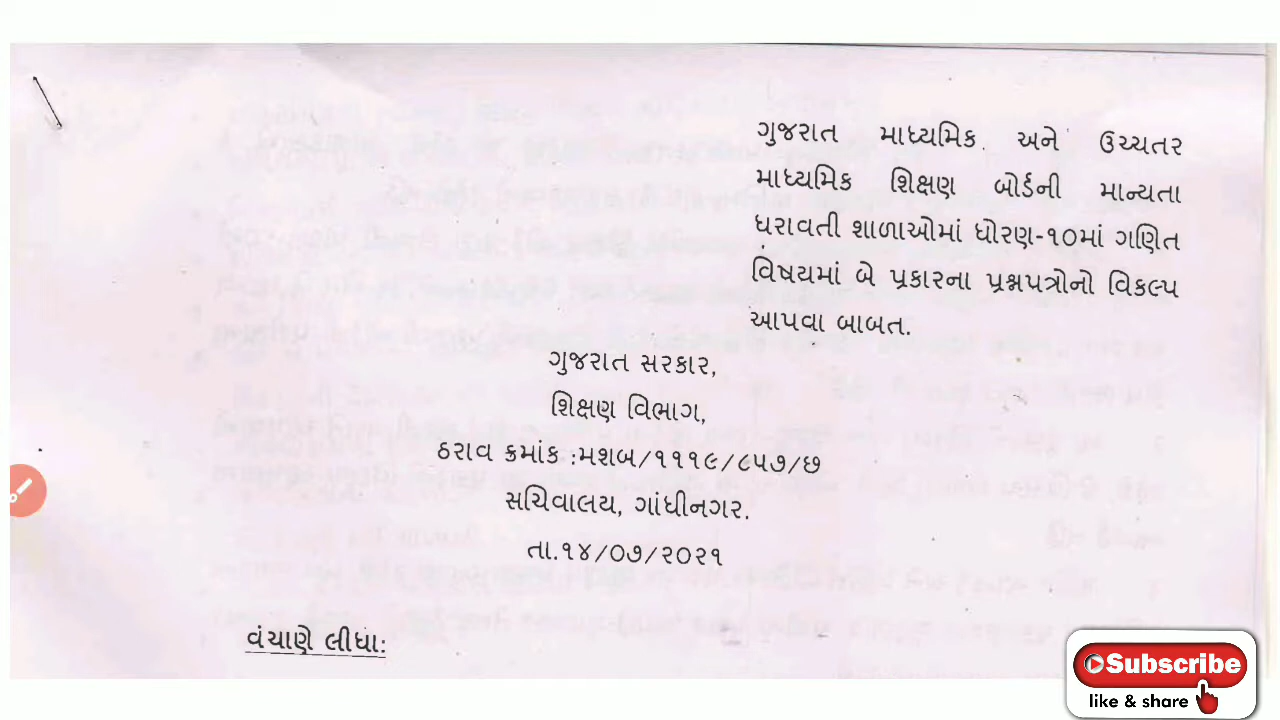 ગુજરાત માધ્યમિક અને ઉચ્ચતર
માધ્યમિક શિક્ષણ બોર્ડની માન્યતા
ધરાવતી શાળાઓમાં ધોરણ-૧૦માં ગણિત
વિષયમાં બે પ્રકારના પ્રશ્નપત્રોનો વિકલ્પ
આપવા બાબત.
ગુજરાત સરકાર,
શિક્ષણ વિભાગ,
ઠરાવ ક્રમાંક :મશબ/૧૧૧૯/૯૫૭/છ
સચિવાલય, ગાંધીનગર.
તા.૧૪/૦૭/૨૦૨૧
વંચાણે લીધા:
Subscribe
like & share